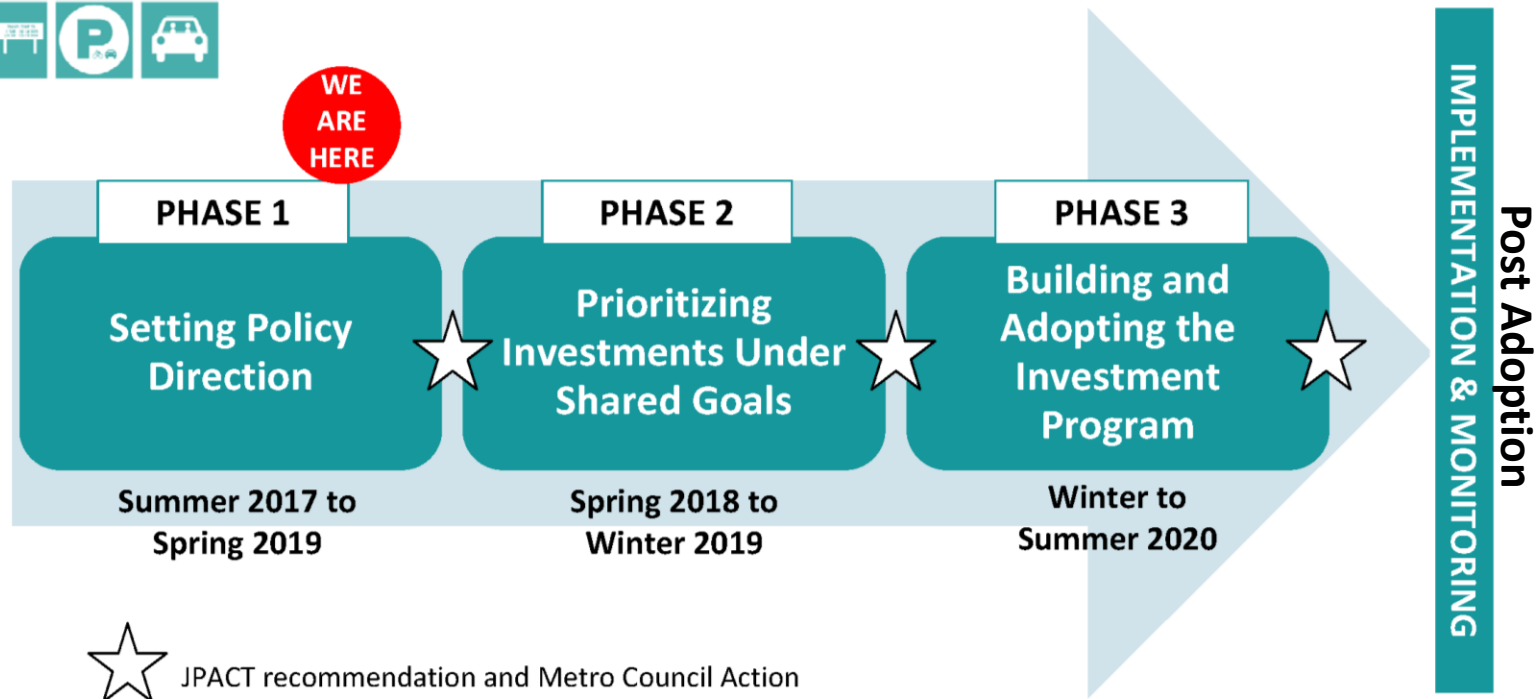 P
WE
ARE
HERE
PHASE 1
PHASE 2
PHASE 3
Setting Policy
Direction
Prioritizing
Investments Under
Shared Goals
Building and
Adopting the
Investment
Program
Summer 2017 to
Spring 2019
Spring 2018 to
Winter 2019
Winter to
Summer 2020
JPACT recommendation and Metro Council Action
IMPLEMENTATION & MONITORING
Post Adoption